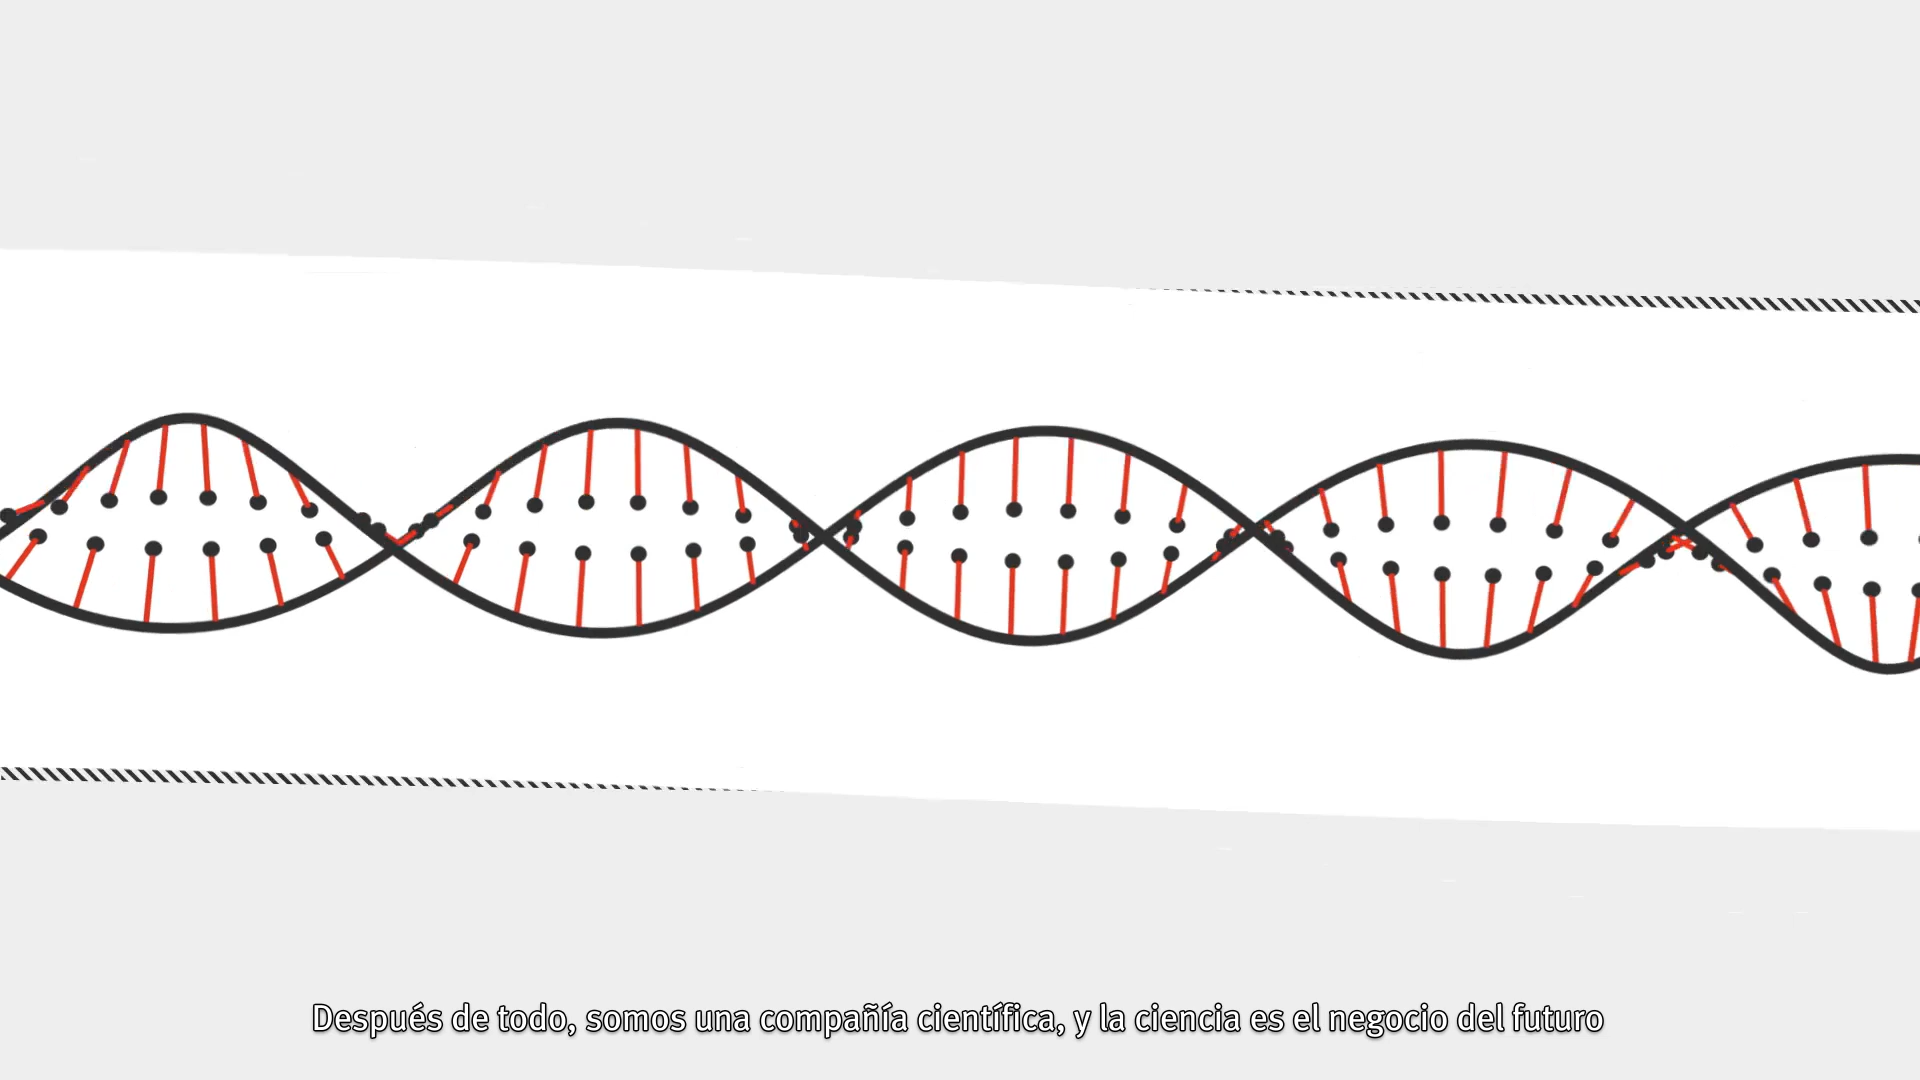 Después de todo, somos una compañía científica, y la ciencia es el negocio del futuro